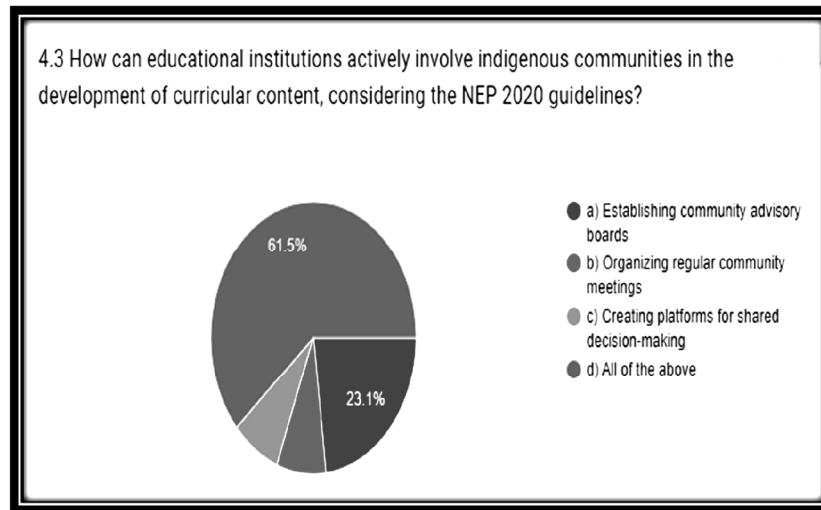 4.3 How can educational institutions actively involve indigenous communities in the
development of curricular content, considering the NEP 2020 guidelines?
61.5%
23.1%
a) Establishing community advisory
boards
b) Organizing regular community
meetings
c) Creating platforms for shared
decision-making
d) All of the above